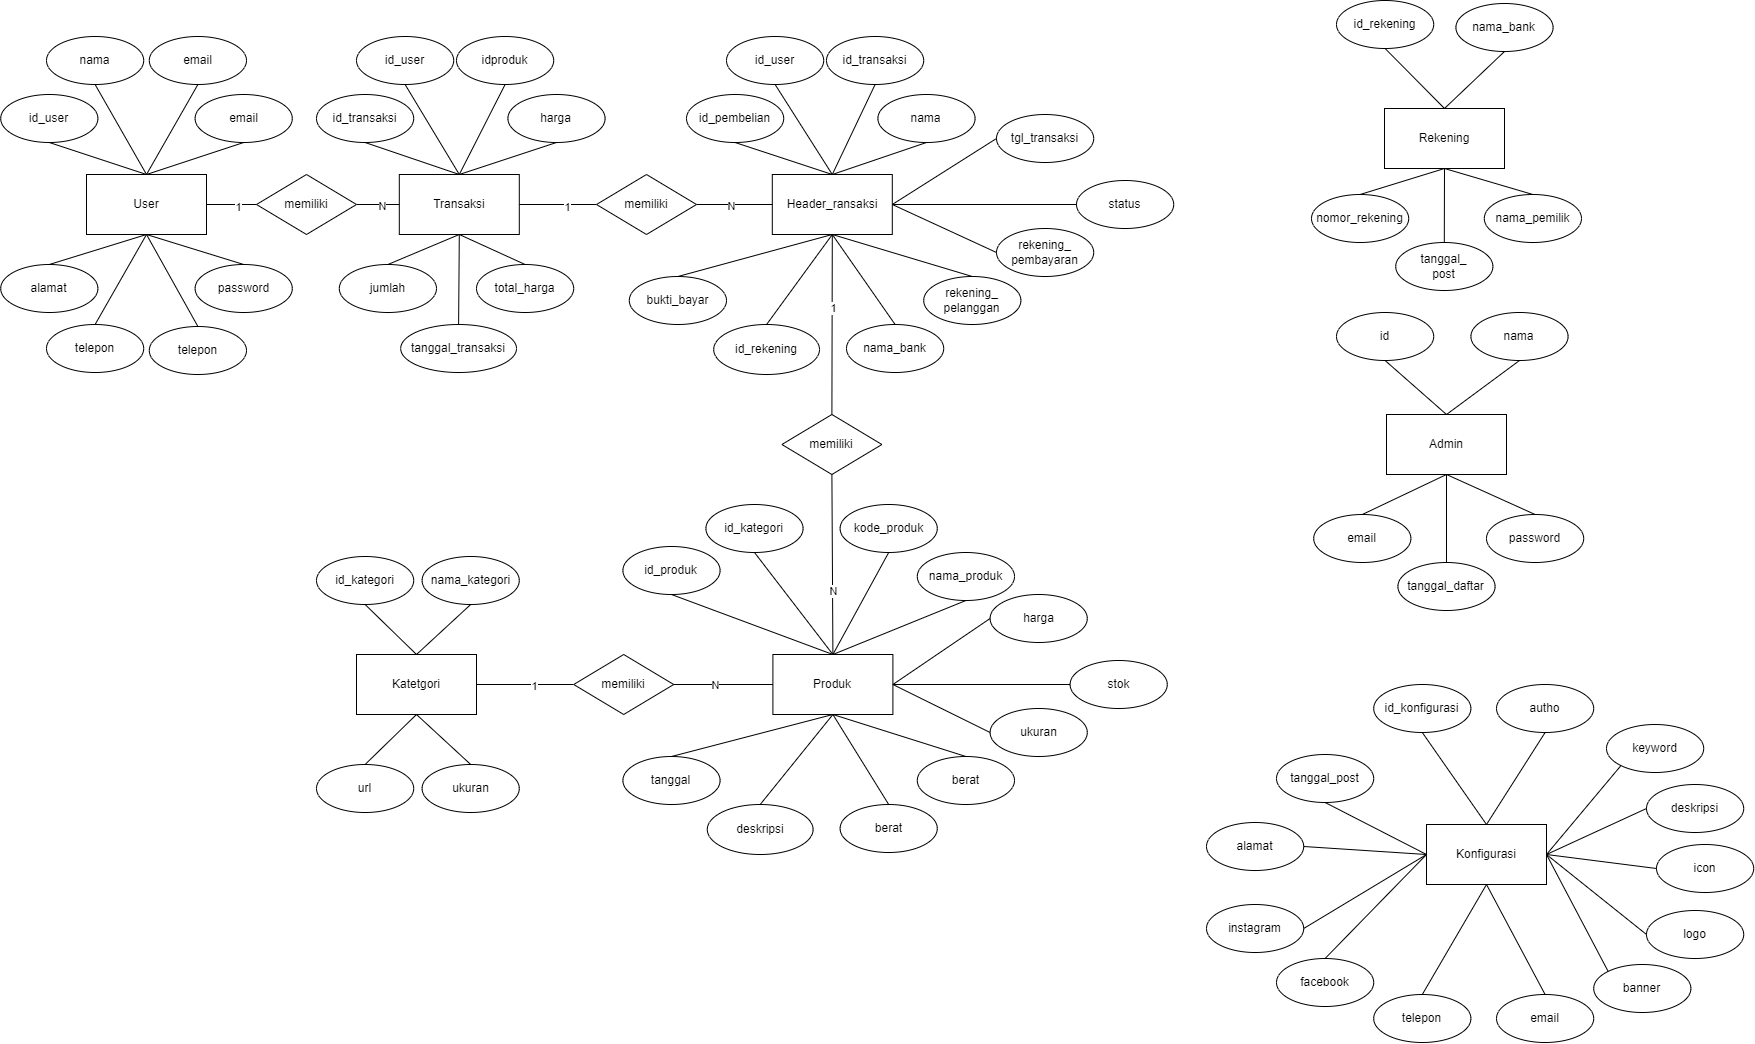 nama
email
id_user
email
User
alamat
password
telepon
telepon
1
memiliki
N
id_user
idproduk
id_transaksi
harga
Transaksi
jumlah
total_harga
tanggal_transaksi
1
memiliki
N
id_user
id_transaksi
id_pembelian
nama
tgl_transaksi
Header_ransaksi
status
rekening_
pembayaran
bukti_bayar
rekening_
pelanggan
id_rekening
nama_bank
1
memiliki
N
id_kategori
nama_kategori
Katetgori
url
ukuran
1
memiliki
N
id_kategori
kode_produk
id_produk
nama_produk
harga
Produk
stok
ukuran
tanggal
berat
deskripsi
berat
id_rekening
nama_bank
Rekening
nomor_rekening
nama_pemilik
tanggal_
post
id
nama
Admin
email
password
tanggal_daftar
id_konfigurasi
autho
keyword
tanggal_post
deskripsi
alamat
Konfigurasi
icon
instagram
logo
facebook
banner
telepon
email